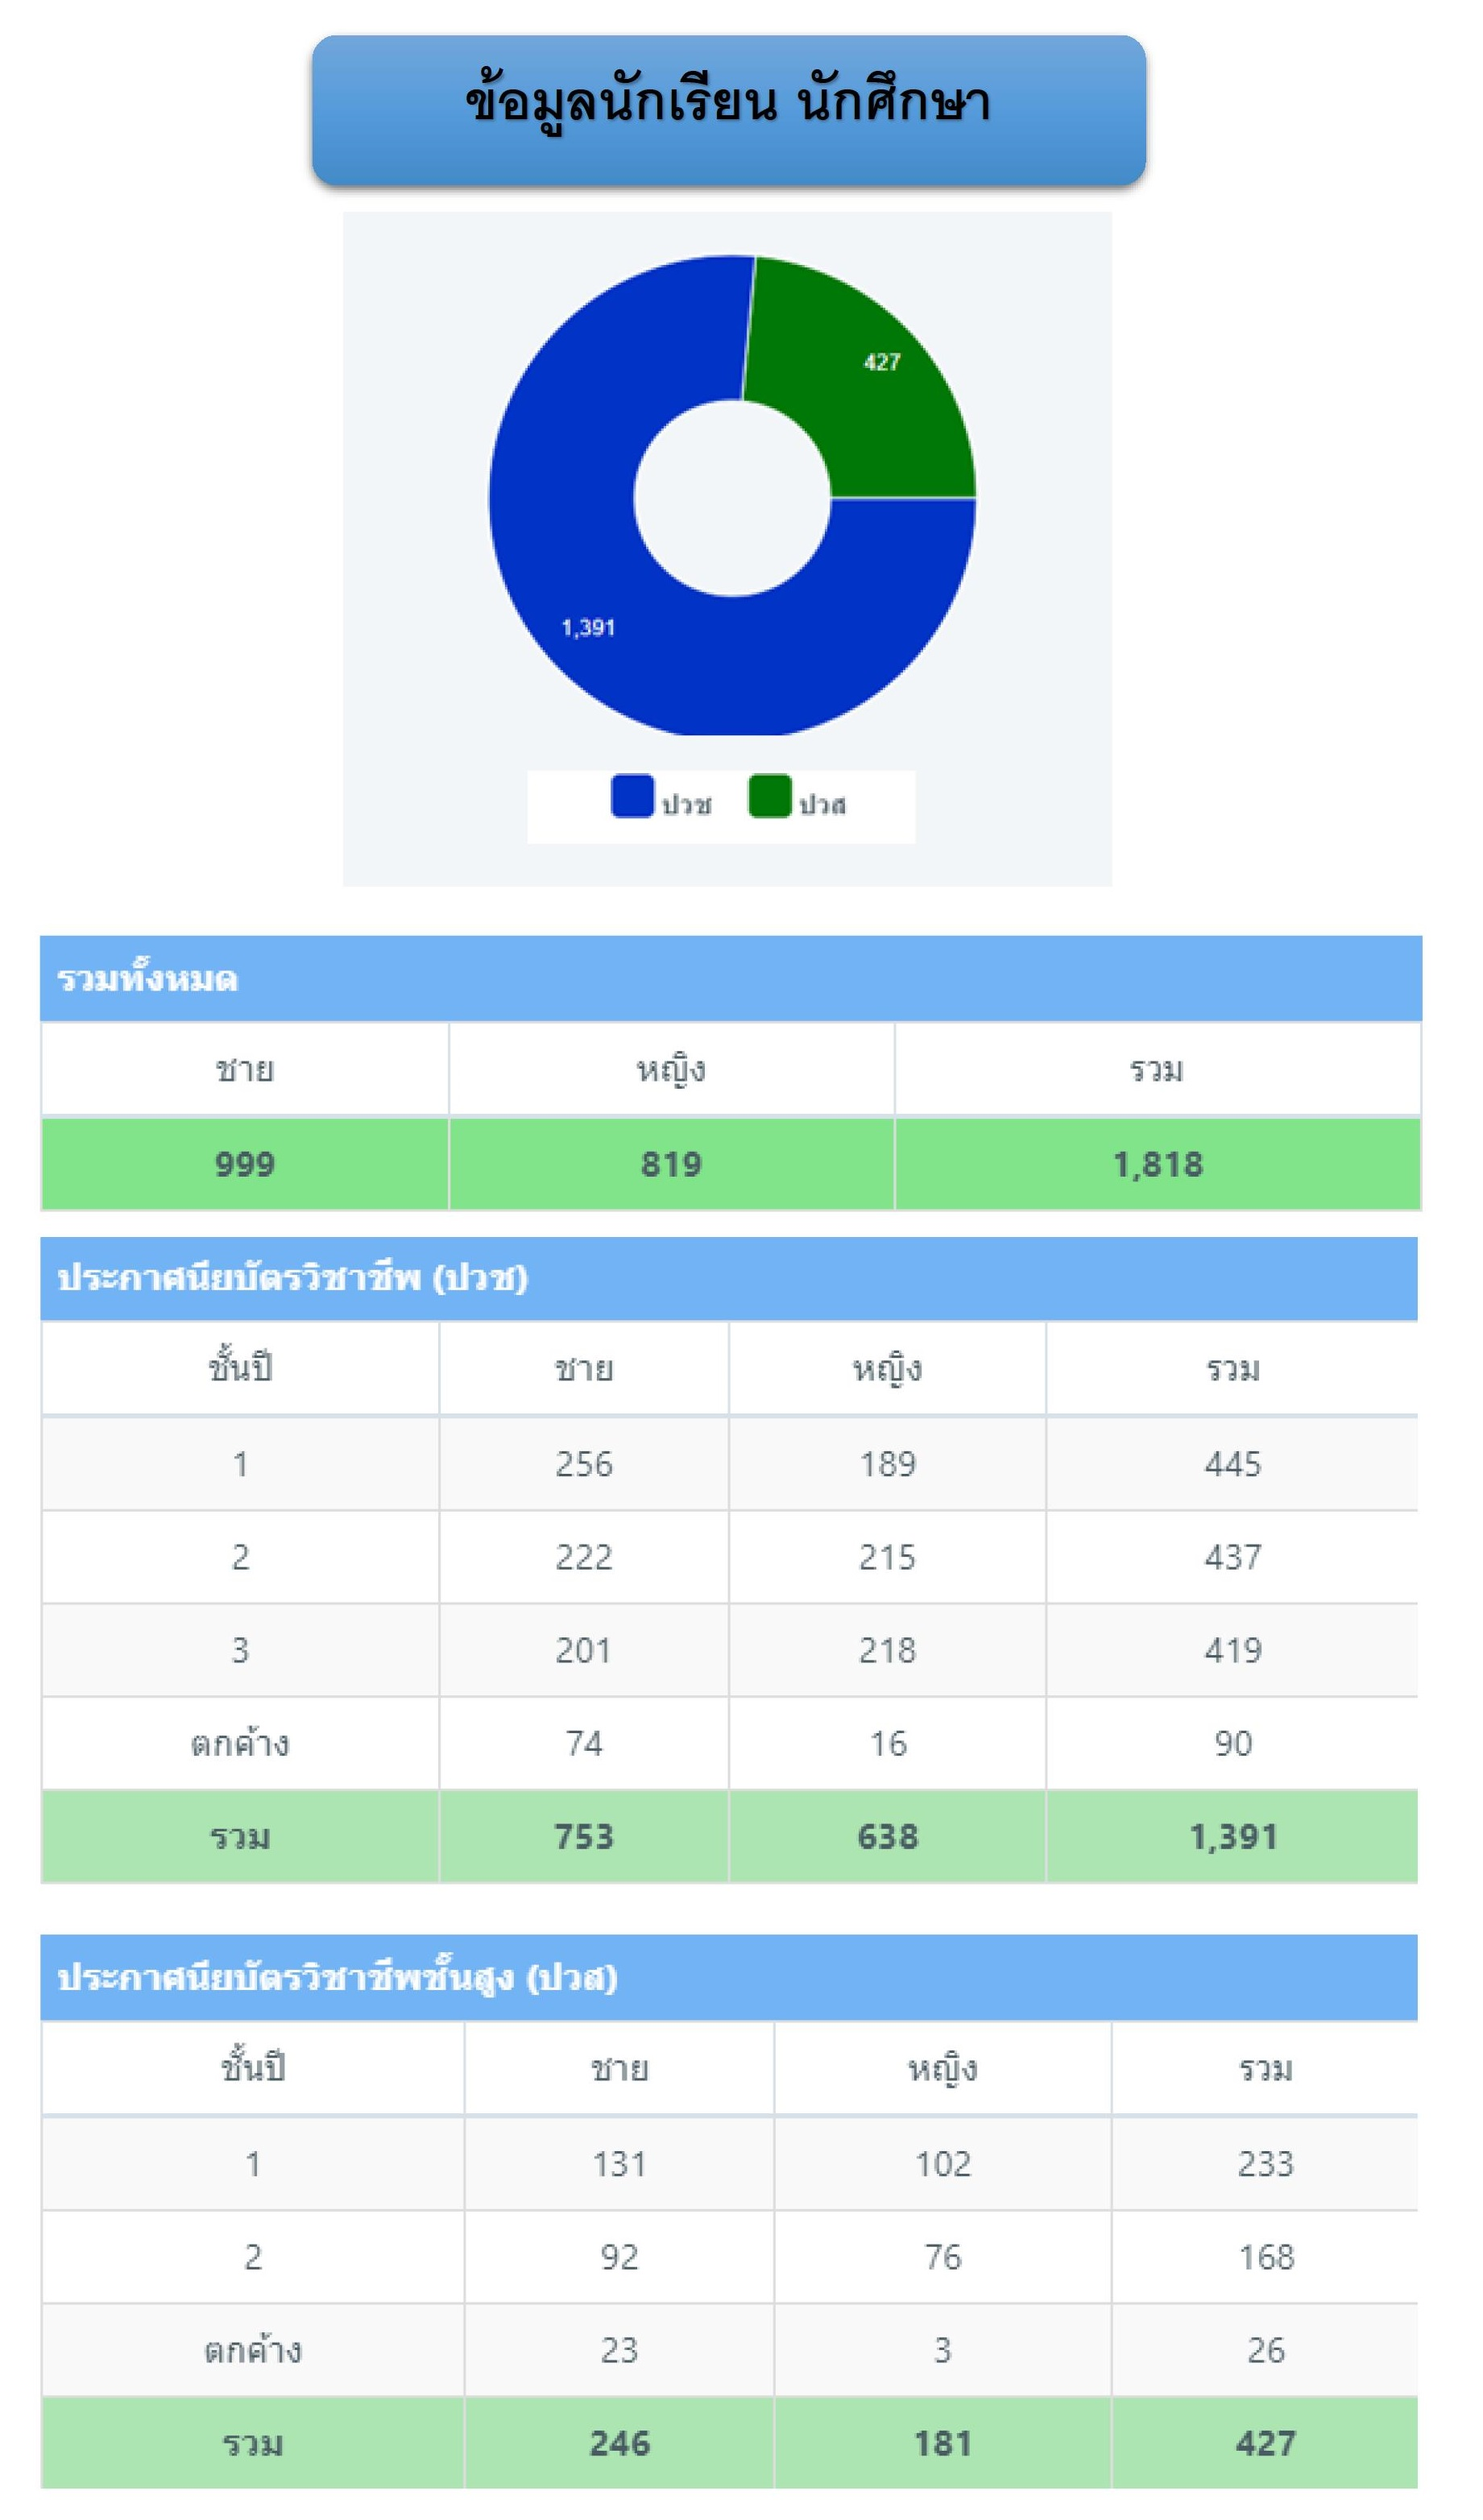 ข้อมูลนักเรียน นักศึกษา
427
1,391
ปวช ปวส
รวมทั้งหมด
ชาย หญิง รวม
999 819 1,818
ประกาศนียบัตรวิชาชีพ (ปวช)
ชั้นปี ชาย หญิง รวม
1 256 189 445
2 222 215 437
3 201 218 419
ตกค้าง 74 16 90
รวม 753 638 1,391
ประกาศนียบัตรวิชาชีพชั้นสูง (ปวส)
ชั้นปี ชาย หญิง รวม
1 131 102 233
2 92 76 168
ตกค้าง 23 3 26
รวม 246 181 427